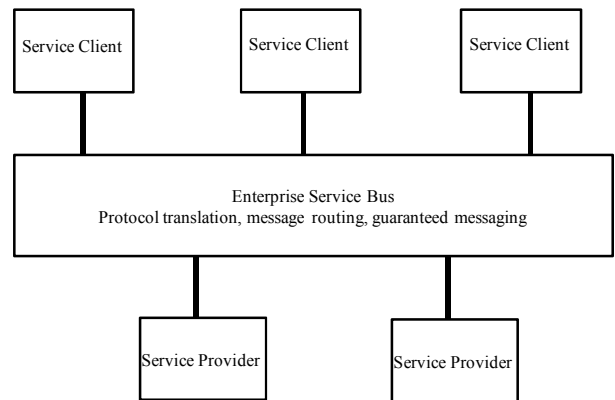 Service Client
Service Client
Service Client
Enterprise Service Bus
Protocol translation, message routing, guaranteed messaging
Service Provider
Service Provider